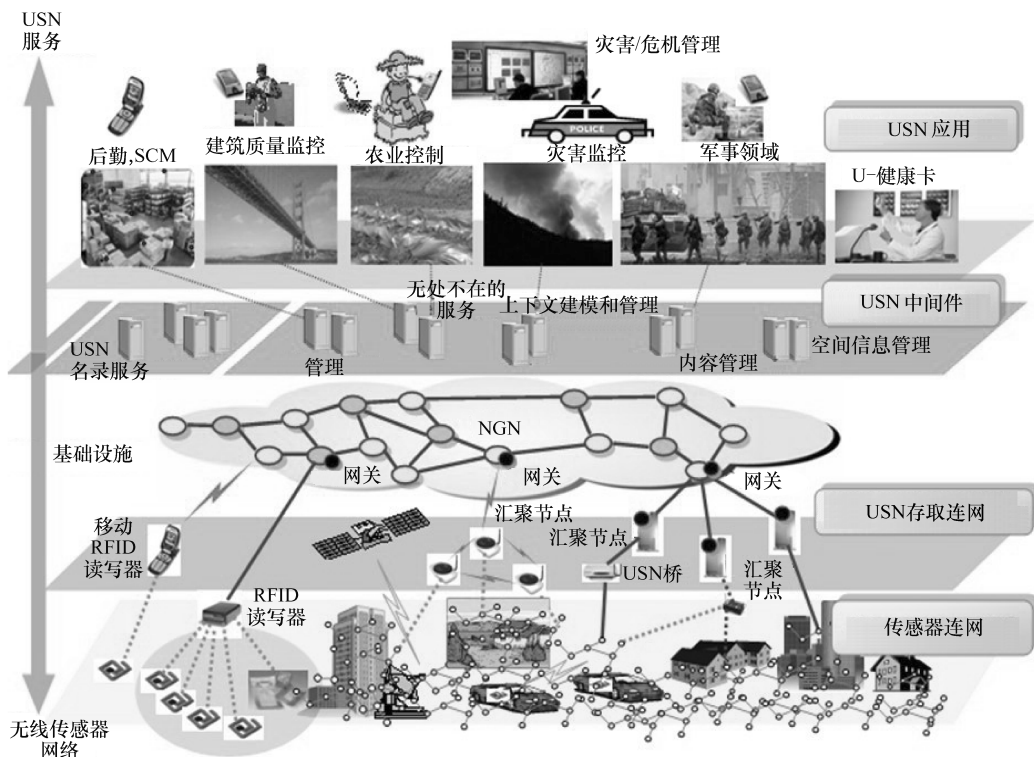 USN
服务
灾害/危机管理
USN 应用
POLICE
后勤,SCM
建筑质量监控
农业控制
灾害监控
军事领域
U-健康卡
无处不在的
服务
上下文建模和管理
USN 中间件
USN
名录服务
管理
内容管理
空间信息管理
NGN
基础设施
网关
网关
网关
移动
RFID
读写器
汇聚节点
汇聚节点
USN存取连网
USN桥
汇聚
节点
RFID
读写器
传感器连网
无线传感器
网络